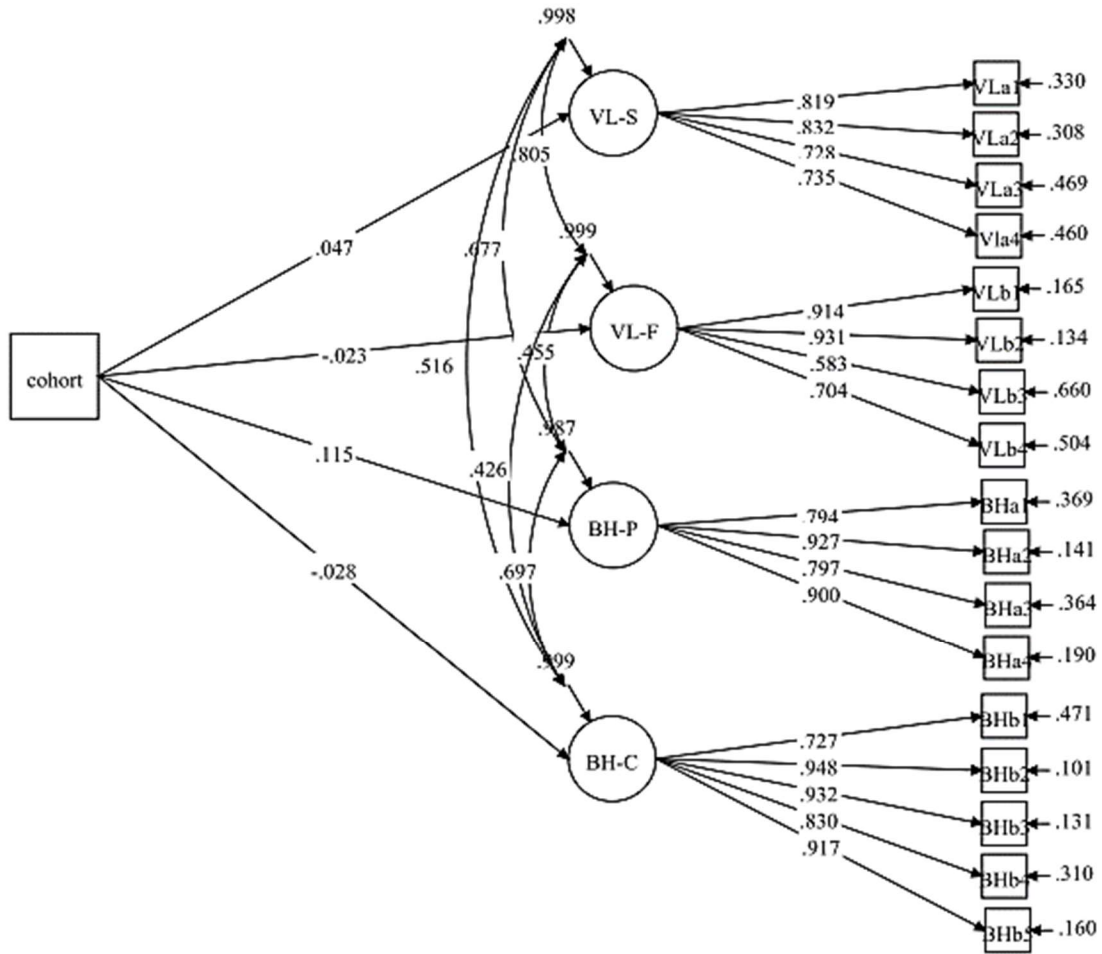 .998
VL-S
.819
.832
.728
.735
VLa1
.330
VLa2
.308
VLa3
.469
Vla4
.460
.805
.047
.677
.999
VL-F
.914
.931
.583
.704
VLb1
.165
VLb2
.134
VLb3
.660
VLb4
.504
cohort
-.023
.516
.455
.115
.426
.987
BH-P
.794
.927
.797
.900
BHa1
.369
BHa2
.141
BHa3
.364
BHa4
.190
-.028
.697
.999
BH-C
.727
.948
.932
.830
.917
BHb1
.471
BHb2
.101
BHb3
.131
BHb4
.310
BHb5
.160